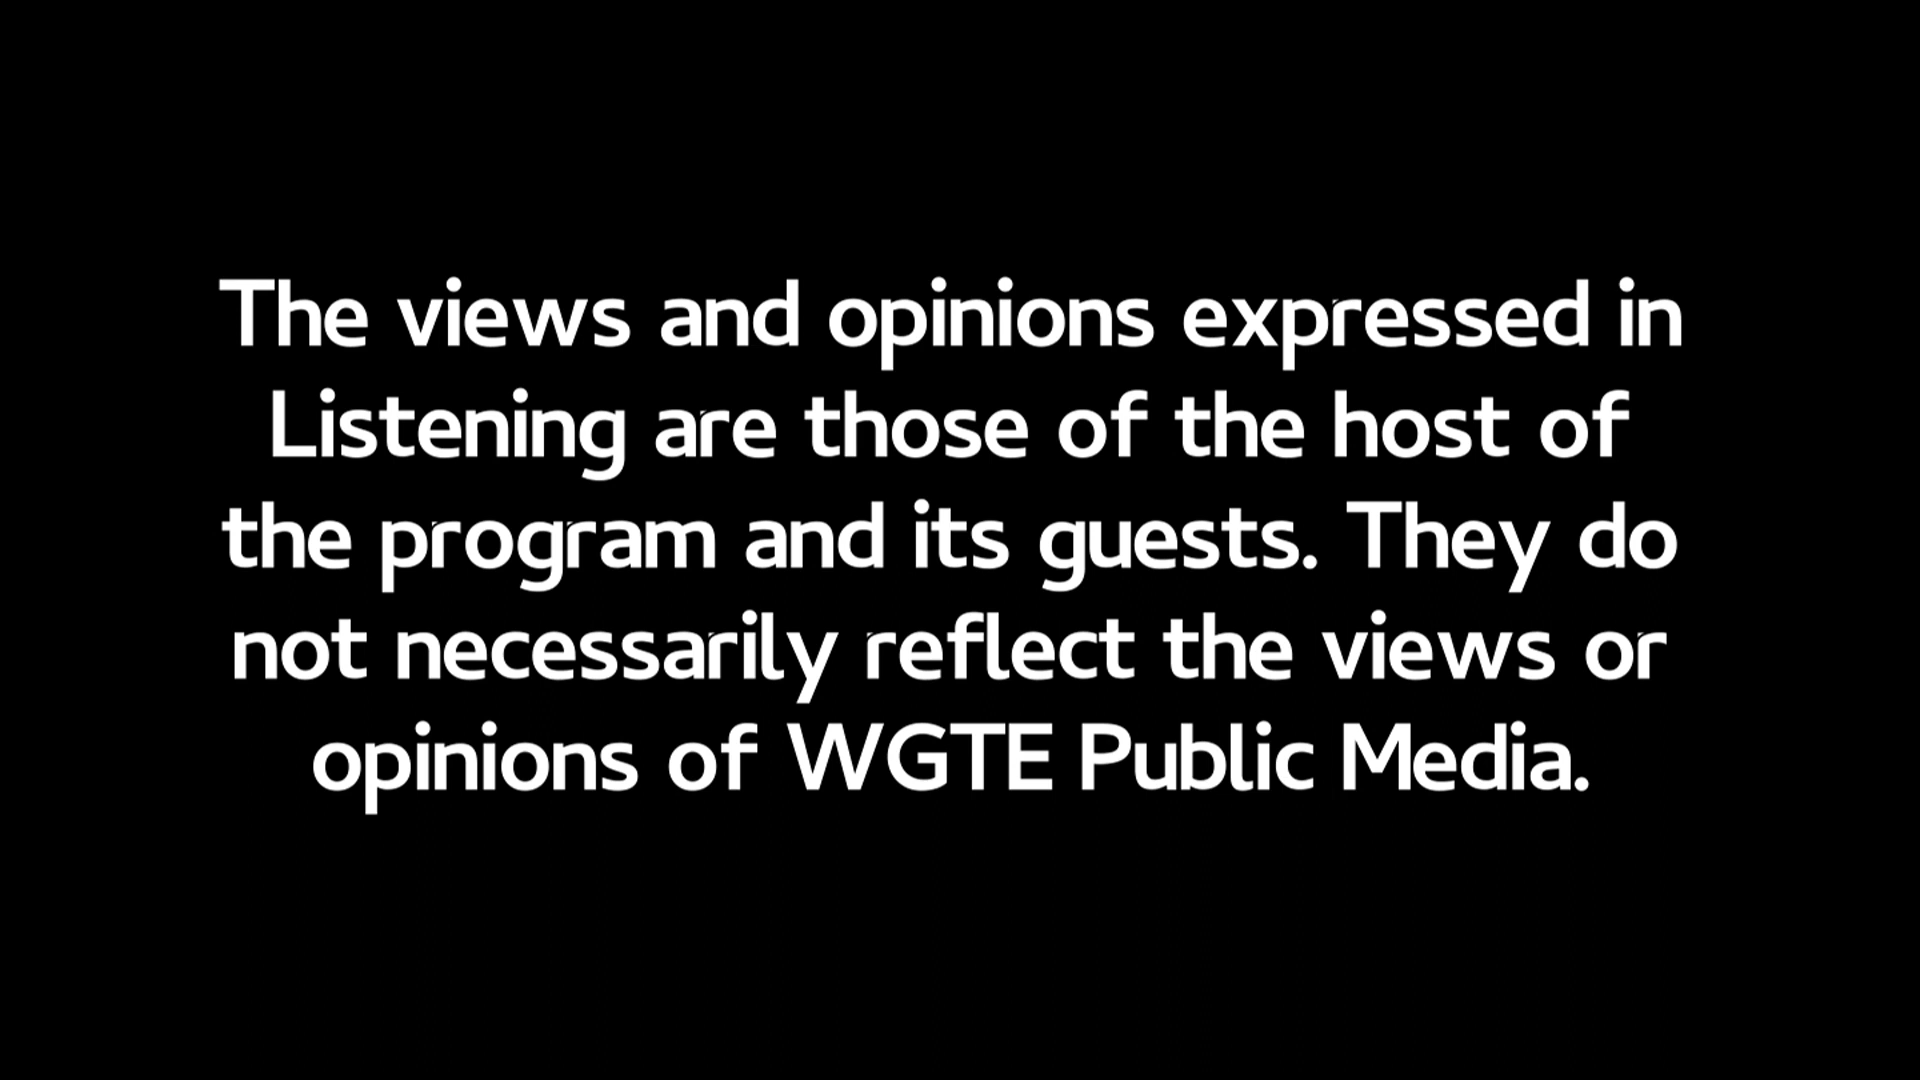 The views and opinions expressed in
Listening are those of the host of
the program and its guests. They do
not necessarily reflect the views or
opinions of WGTE Public Media.